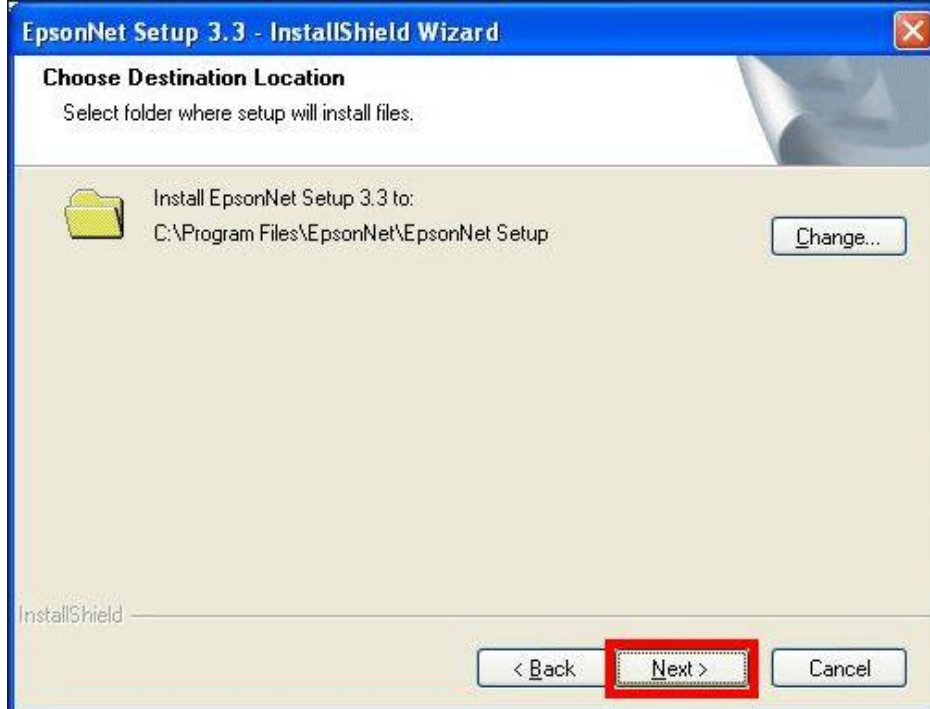 EpsonNet Setup 3.3 - InstallShield Wizard
Choose Destination Location
Select folder where setup will install files.
Install EpsonNet Setup 3.3 to:
C:\Program Files\EpsonNet\EpsonNet Setup
Change...
InstallShield
< Back
Next >
Cancel